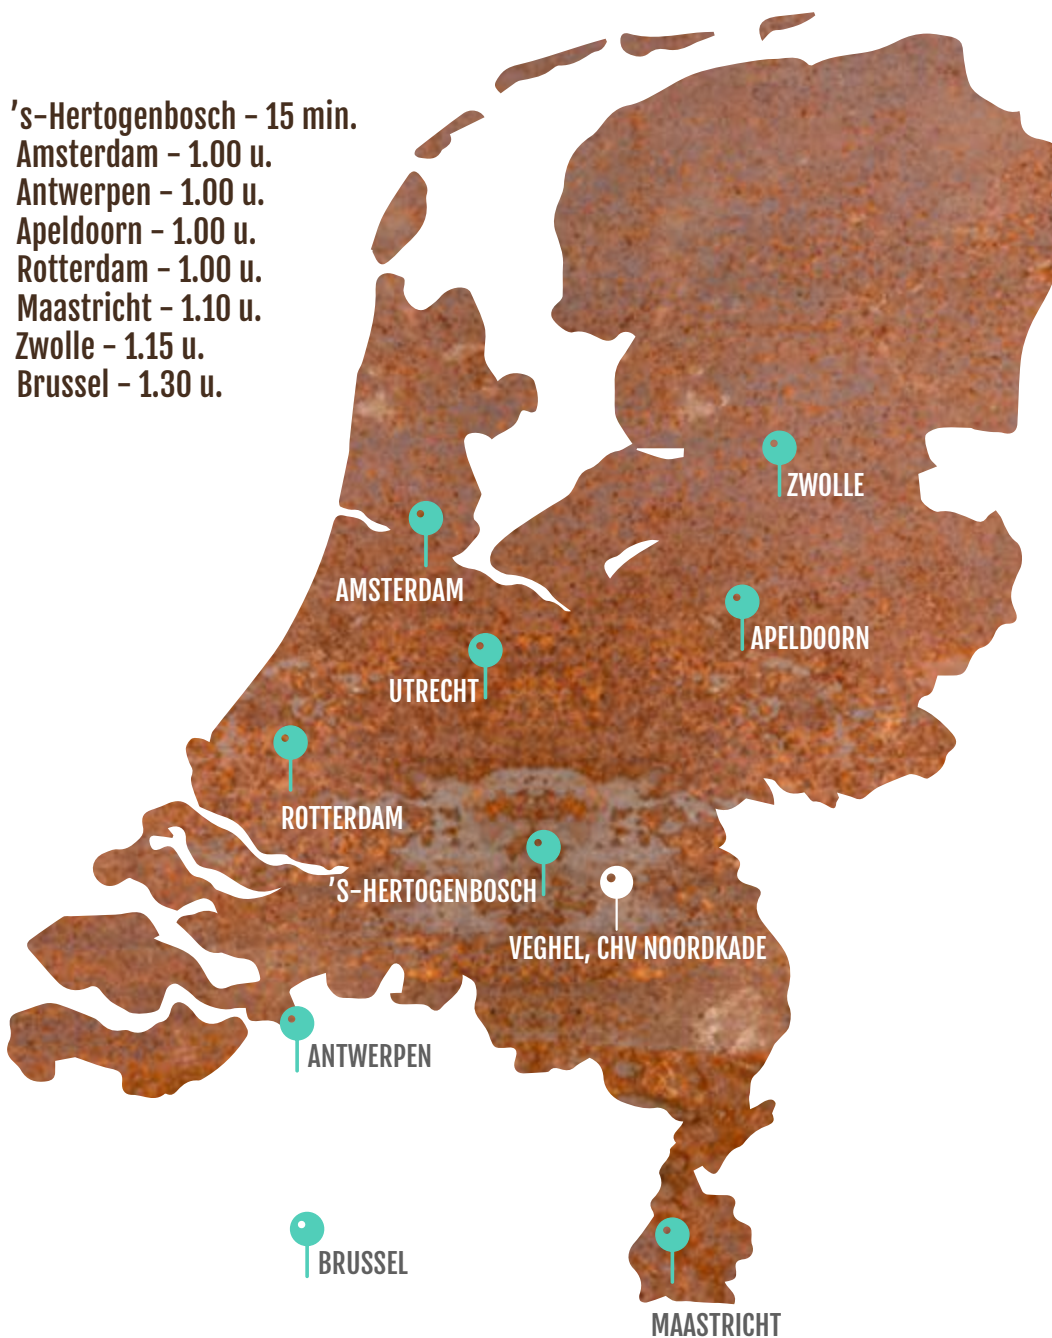 's-Hertogenbosch – 15 min.
Amsterdam – 1.00 u.
Antwerpen – 1.00 u.
Apeldoorn – 1.00 u.
Rotterdam – 1.00 u.
Maastricht – 1.10 u.
Zwolle – 1.15 u.
Brussel – 1.30 u.
ZWOLLE
AMSTERDAM
APELDOORN
UTRECHT
ROTTERDAM
'S-HERTOGENBOSCH
VEGHEL, CHV NOORDKADE
ANTWERPEN
BRUSSEL
MAASTRICHT